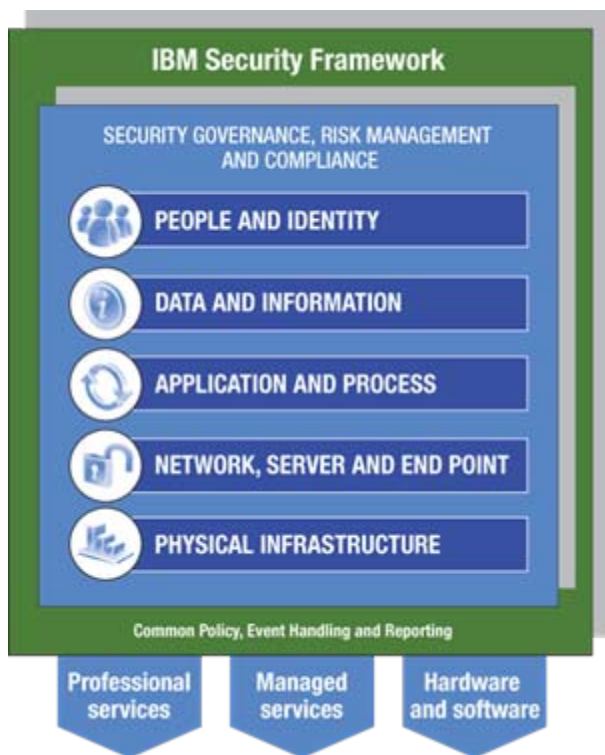 IBM Security Framework
SECURITY GOVERNANCE, RISK MANAGEMENT
AND COMPLIANCE
PEOPLE AND IDENTITY
DATA AND INFORMATION
APPLICATION AND PROCESS
NETWORK, SERVER AND END POINT
PHYSICAL INFRASTRUCTURE
Common Policy, Event Handling and Reporting
Professional
services
Managed
services
Hardware
and software